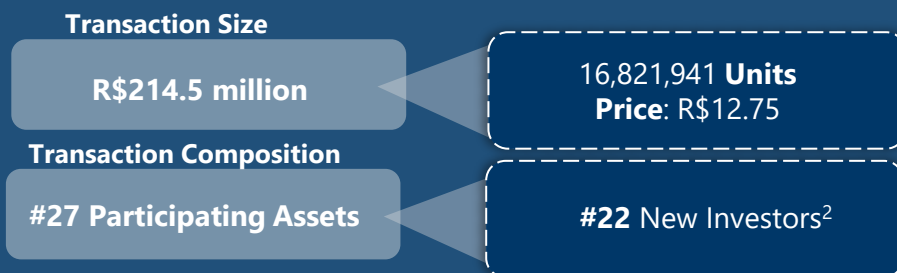 Transaction Size
R$214.5 million
16,821,941 Units
Price: R$12.75
Transaction Composition
#27 Participating Assets
#22 New Investors²